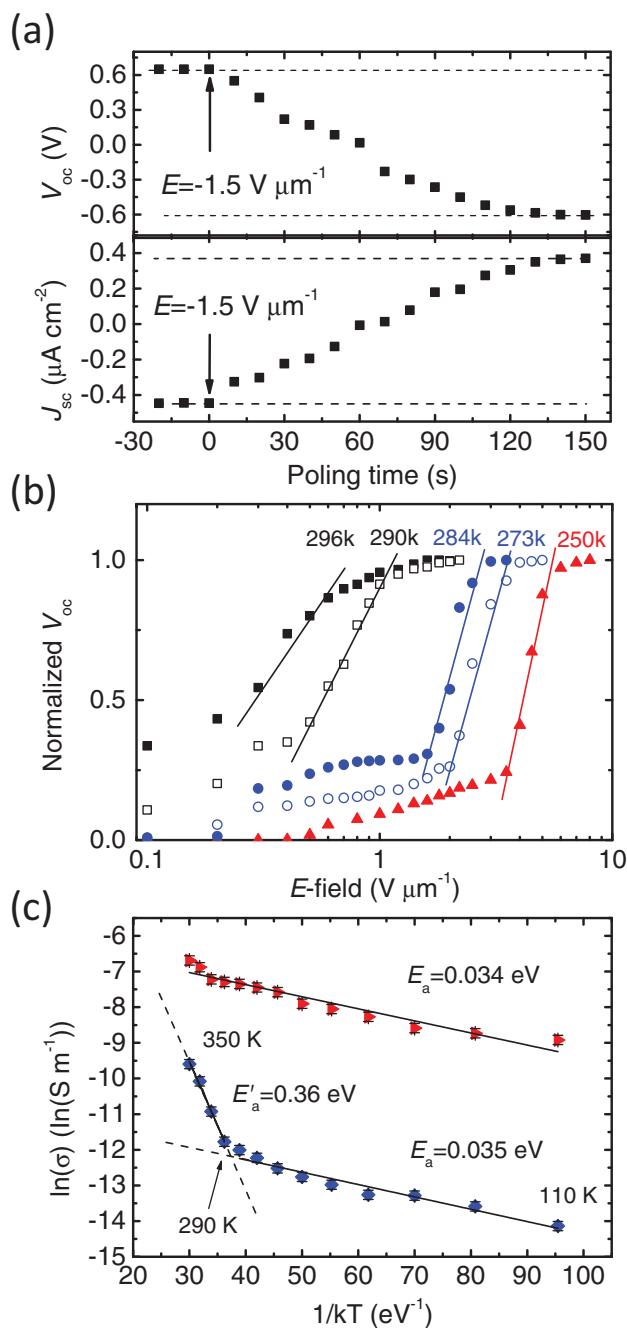 (a)
0.6
0.3
0.0
-0.3
-0.6
V_oc (V)
E=-1.5 V μm⁻¹
0.4
0.2
0.0
-0.2
-0.4
J_sc (μA cm⁻²)
E=-1.5 V μm⁻¹
-30 0 30 60 90 120 150
Poling time (s)
(b)
296k 290k 284k 273k 250k
1.0
0.5
0.0
Normalized V_oc
0.1 1 10
E-field (V μm⁻¹)
(c)
-6
-7
-8
-9
-10
-11
-12
-13
-14
-15
ln(σ) (ln(S m⁻¹))
E_a=0.034 eV
350 K
E'_a=0.36 eV
E_a=0.035 eV
290 K
110 K
20 30 40 50 60 70 80 90 100
1/kT (eV⁻¹)